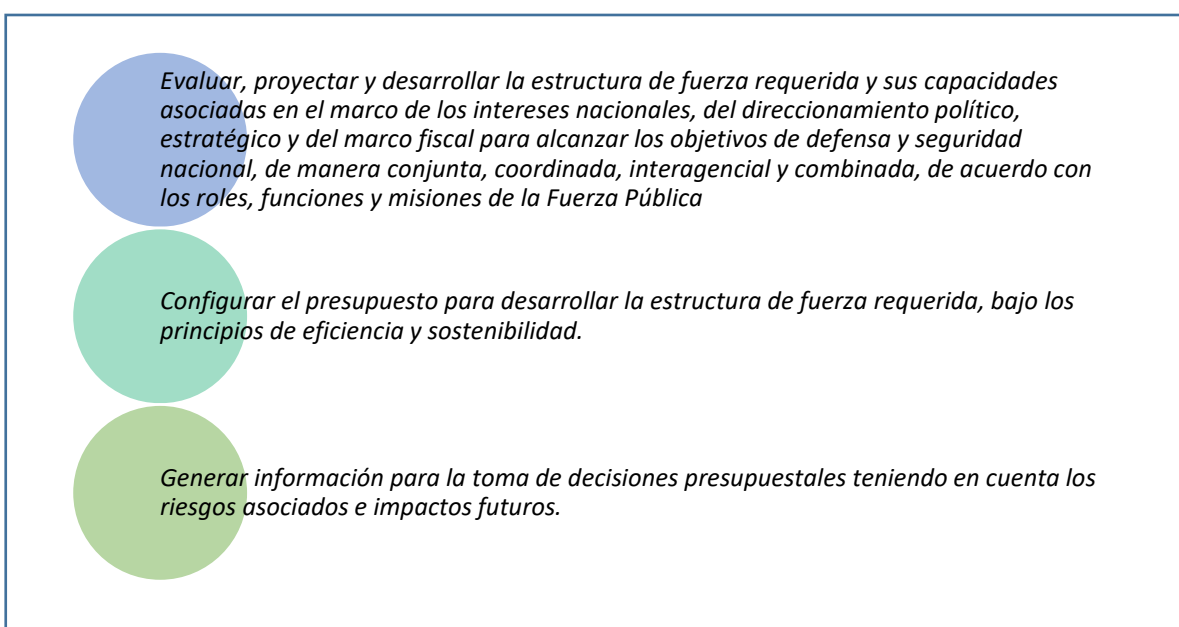 Evaluar, proyectar y desarrollar la estructura de fuerza requerida y sus capacidades
asociadas en el marco de los intereses nacionales, del direccionamiento político,
estratégico y del marco fiscal para alcanzar los objetivos de defensa y seguridad
nacional, de manera conjunta, coordinada, interagencial y combinada, de acuerdo con
los roles, funciones y misiones de la Fuerza Pública
Configurar el presupuesto para desarrollar la estructura de fuerza requerida, bajo los
principios de eficiencia y sostenibilidad.
Generar información para la toma de decisiones presupuestales teniendo en cuenta los
riesgos asociados e impactos futuros.